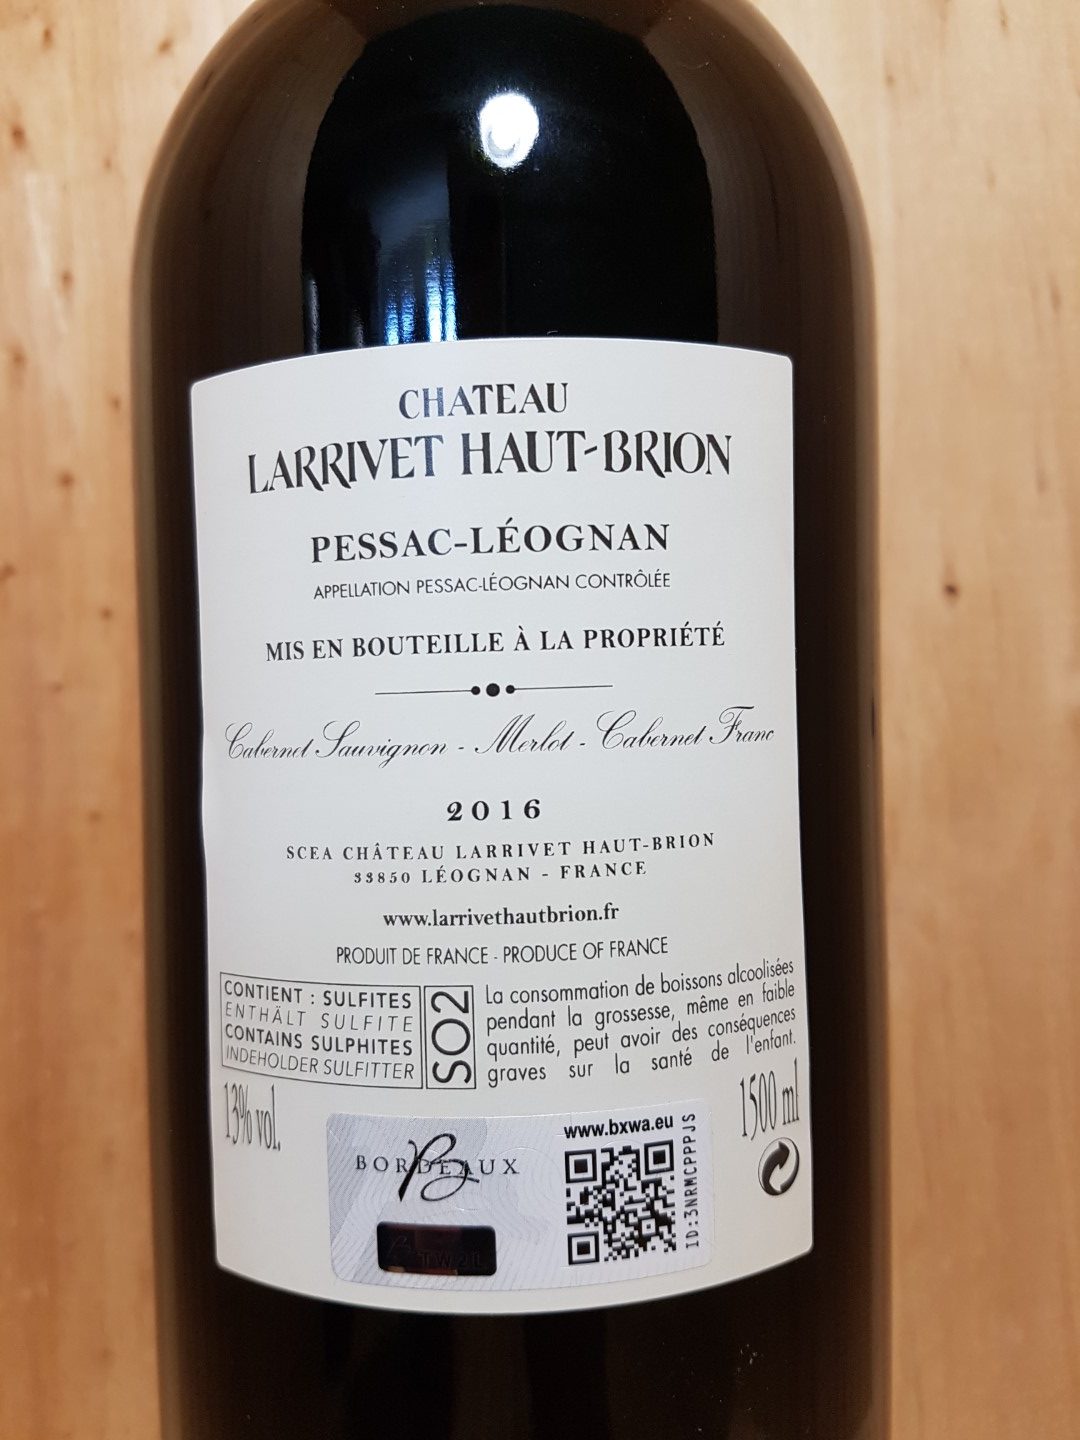 CHATEAU
LARRIVET HAUT-BRION
PESSAC-LÉOGNAN
APPELLATION PESSAC-LÉOGNAN CONTRÔLÉE
MIS EN BOUTEILLE À LA PROPRIÉTÉ
Cabernet Sauvignon - Merlot - Cabernet Franc
2016
SCEA CHÂTEAU LARRIVET HAUT-BRION
33850 LÉOGNAN - FRANCE
www.larrivethautbrion.fr
PRODUIT DE FRANCE - PRODUCE OF FRANCE
CONTIENT : SULFITES
ENTHÄLT SULFITE
CONTAINS SULPHITES
INDEHOLDER SULFITTER
SO2
La consommation de boissons alcoolisées
pendant la grossesse, même en faible
quantité, peut avoir des conséquences
graves sur la santé de l'enfant.
13% vol.
1500 ml
BORDEAUX
B
www.bxwa.eu
ID:3NRMCPPPJS